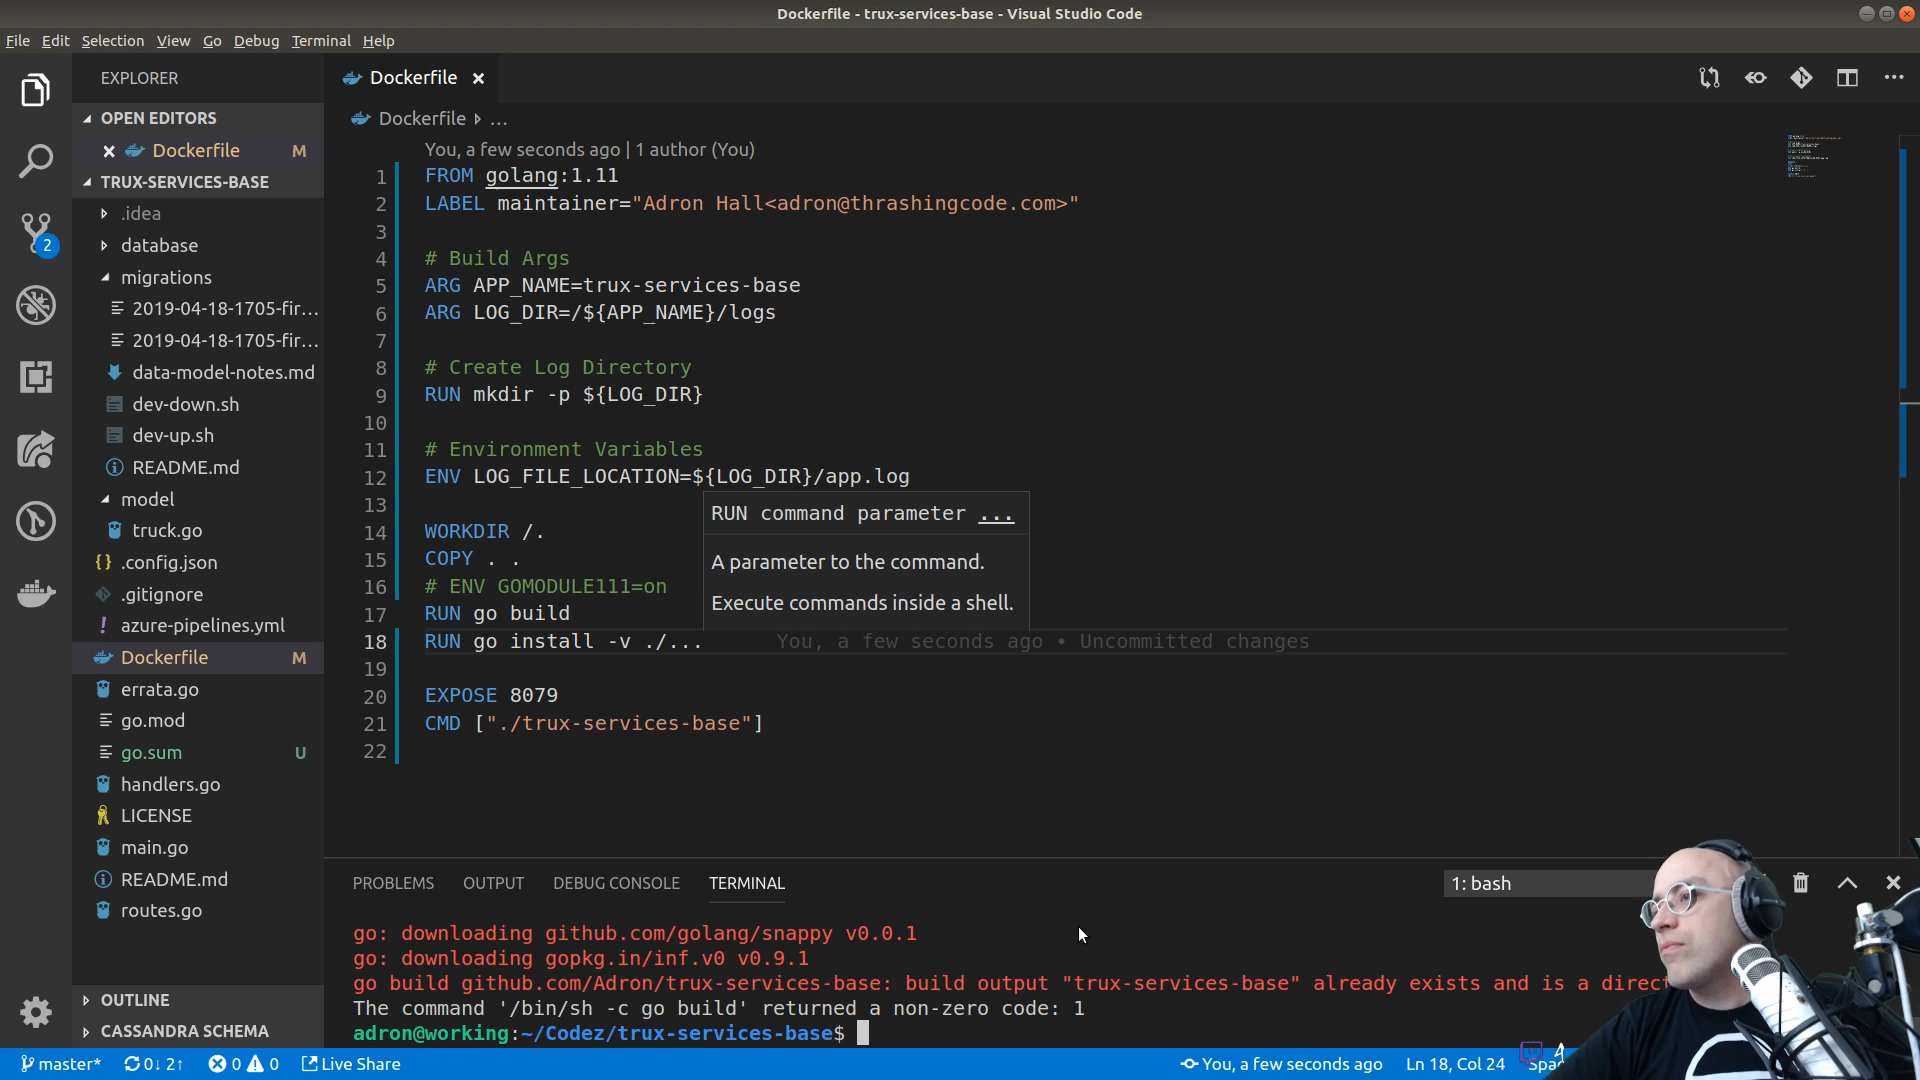 Dockerfile - trux-services-base - Visual Studio Code
File Edit Selection View Go Debug Terminal Help
EXPLORER
OPEN EDITORS
Dockerfile M
TRUX-SERVICES-BASE
.idea
database
migrations
2019-04-18-1705-fir...
2019-04-18-1705-fir...
data-model-notes.md
dev-down.sh
dev-up.sh
README.md
model
truck.go
.config.json
.gitignore
azure-pipelines.yml
Dockerfile M
errata.go
go.mod
go.sum U
handlers.go
LICENSE
main.go
README.md
routes.go
OUTLINE
CASSANDRA SCHEMA
2
Dockerfile
Dockerfile ...
You, a few seconds ago | 1 author (You)
1 FROM golang:1.11
2 LABEL maintainer="Adron Hall<adron@thrashingcode.com>"
3
4 # Build Args
5 ARG APP_NAME=trux-services-base
6 ARG LOG_DIR=/${APP_NAME}/logs
7
8 # Create Log Directory
9 RUN mkdir -p ${LOG_DIR}
10
11 # Environment Variables
12 ENV LOG_FILE_LOCATION=${LOG_DIR}/app.log
13
14 WORKDIR /.
15 COPY . .
16 # ENV GOMODULE111=on
17 RUN go build
18 RUN go install -v ./... You, a few seconds ago • Uncommitted changes
19
20 EXPOSE 8079
21 CMD ["./trux-services-base"]
22
RUN command parameter ...
A parameter to the command.
Execute commands inside a shell.
PROBLEMS OUTPUT DEBUG CONSOLE TERMINAL
1: bash
go: downloading github.com/golang/snappy v0.0.1
go: downloading gopkg.in/inf.v0 v0.9.1
go build github.com/Adron/trux-services-base: build output "trux-services-base" already exists and is a direct
The command '/bin/sh -c go build' returned a non-zero code: 1
adron@working:~/Codez/trux-services-base$
master* 0↓ 2↑ 0 0 Live Share
You, a few seconds ago Ln 18, Col 24